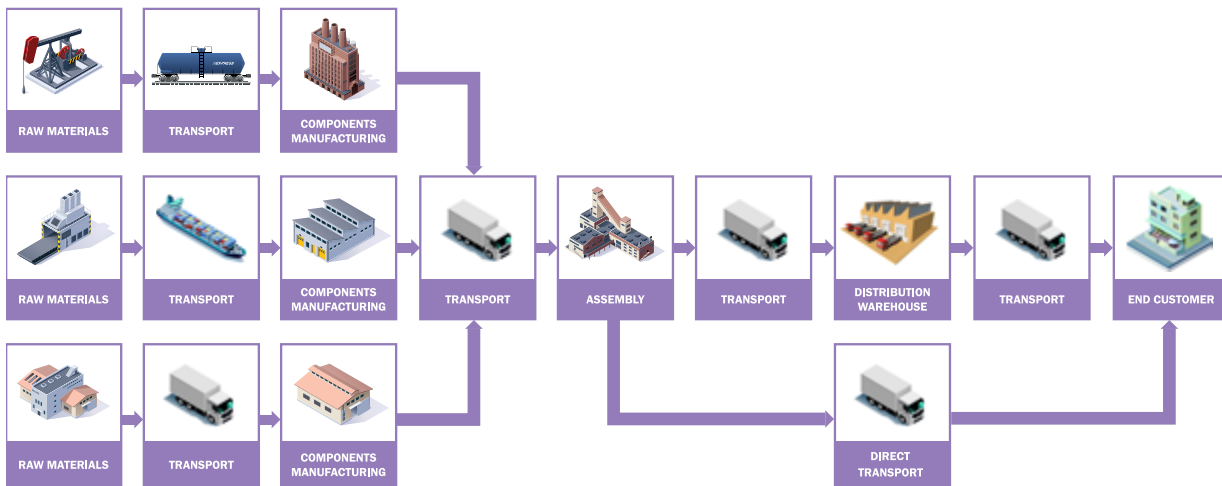 RAW MATERIALS
TRANSPORT
COMPONENTS
MANUFACTURING
RAW MATERIALS
TRANSPORT
COMPONENTS
MANUFACTURING
TRANSPORT
ASSEMBLY
TRANSPORT
DISTRIBUTION
WAREHOUSE
TRANSPORT
END CUSTOMER
RAW MATERIALS
TRANSPORT
COMPONENTS
MANUFACTURING
DIRECT
TRANSPORT